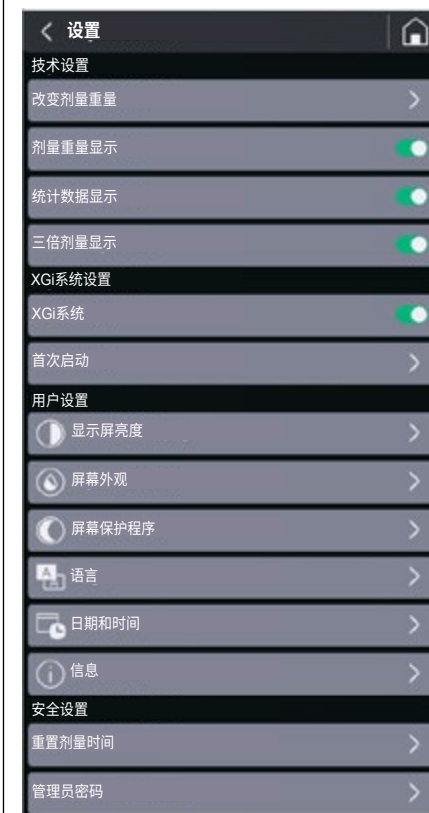 设置
技术设置
改变剂量重量
剂量重量显示
统计数据显示
三倍剂量显示
XGi系统设置
XGi系统
首次启动
用户设置
显示屏亮度
屏幕外观
屏幕保护程序
语言
日期和时间
信息
安全设置
重置剂量时间
管理员密码